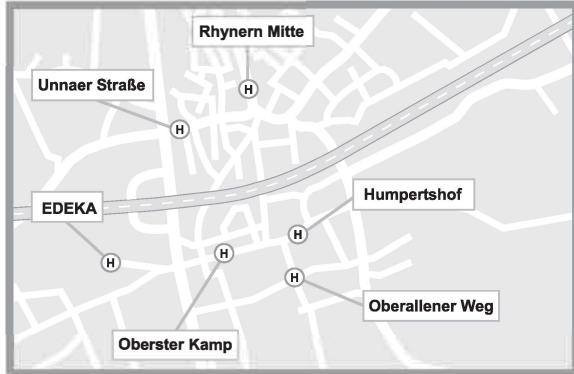 Rhynern Mitte
Unnaer Straße
H
H
EDEKA
Humpertshof
H
H
H
H
Oberallener Weg
Oberster Kamp